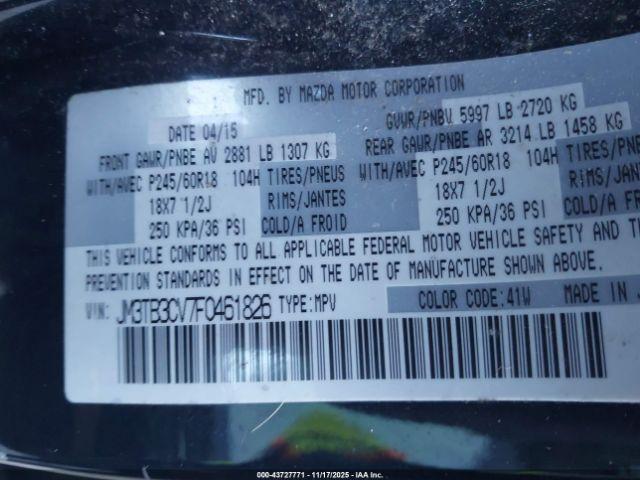 MFD. BY MAZDA MOTOR CORPORATION
DATE 04/15 GVWR/PNBV 5997 LB 2720 KG
FRONT GAWR/PNBE AV 2881 LB 1307 KG REAR GAWR/PNBE AR 3214 LB 1458 KG
WITH/AVEC P245/60R18 104H TIRES/PNEUS WITH/AVEC P245/60R18 104H TIRES/
18X7 1/2J RIMS/JANTES 18X7 1/2J RIMS/
250 KPA/36 PSI COLD/A FROID 250 KPA/36 PSI COLD/A
THIS VEHICLE CONFORMS TO ALL APPLICABLE FEDERAL MOTOR VEHICLE SAFETY AND
PREVENTION STANDARDS IN EFFECT ON THE DATE OF MANUFACTURE SHOWN ABOVE.
VIN: JM3TB3CV7F0461826 TYPE:MPV COLOR CODE:41W MADE IN
000-43727771 - 11/17/2025 - IAA Inc.